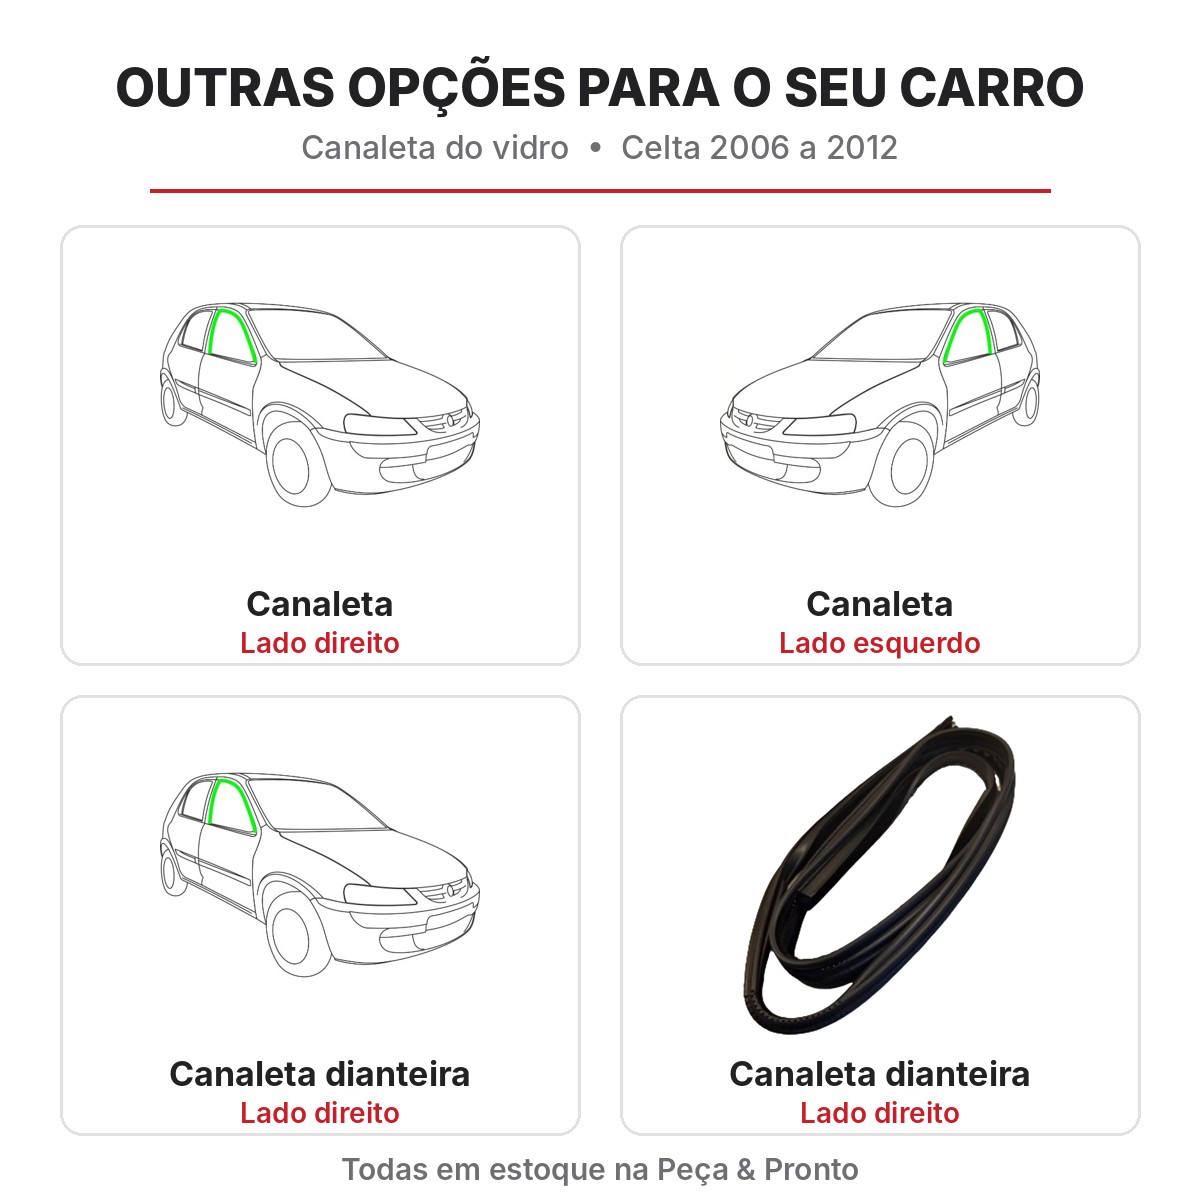 OUTRAS OPÇÕES PARA O SEU CARRO
Canaleta do vidro • Celta 2006 a 2012
Canaleta
Lado direito
Canaleta
Lado esquerdo
Canaleta dianteira
Lado direito
Canaleta dianteira
Lado direito
Todas em estoque na Peça & Pronto